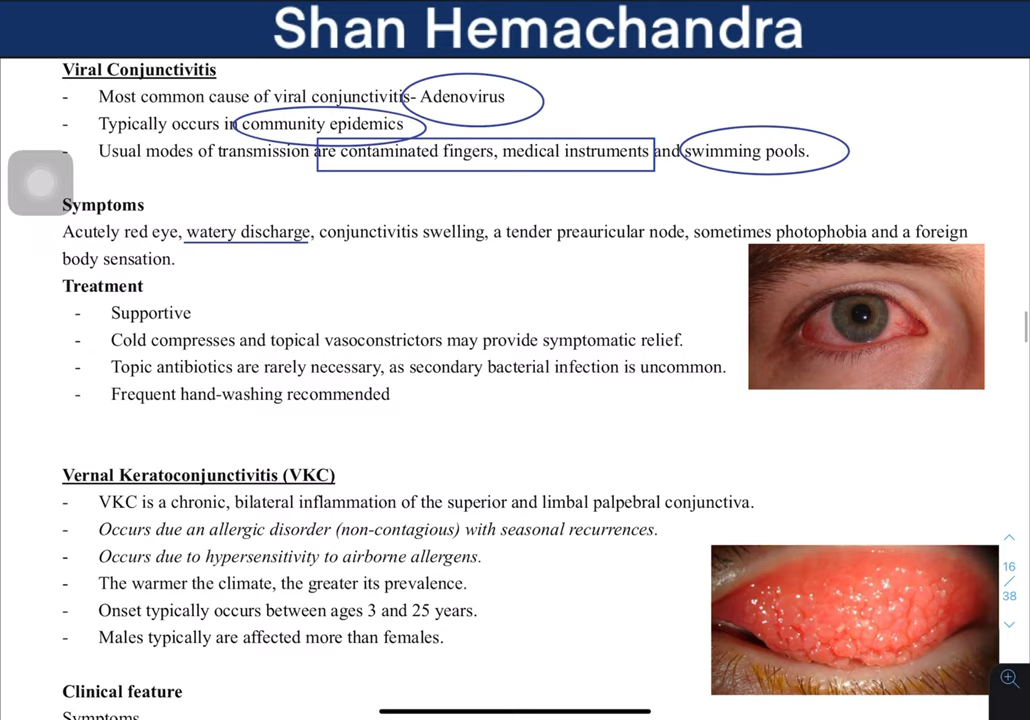 Shan Hemachandra
Viral Conjunctivitis
- Most common cause of viral conjunctivitis- Adenovirus
- Typically occurs in community epidemics
- Usual modes of transmission are contaminated fingers, medical instruments and swimming pools.
Symptoms
Acutely red eye, watery discharge, conjunctivitis swelling, a tender preauricular node, sometimes photophobia and a foreign
body sensation.
Treatment
- Supportive
- Cold compresses and topical vasoconstrictors may provide symptomatic relief.
- Topic antibiotics are rarely necessary, as secondary bacterial infection is uncommon.
- Frequent hand-washing recommended
Vernal Keratoconjunctivitis (VKC)
- VKC is a chronic, bilateral inflammation of the superior and limbal palpebral conjunctiva.
- Occurs due an allergic disorder (non-contagious) with seasonal recurrences.
- Occurs due to hypersensitivity to airborne allergens.
- The warmer the climate, the greater its prevalence.
- Onset typically occurs between ages 3 and 25 years.
- Males typically are affected more than females.
16
/
38
Clinical feature
Symptoms